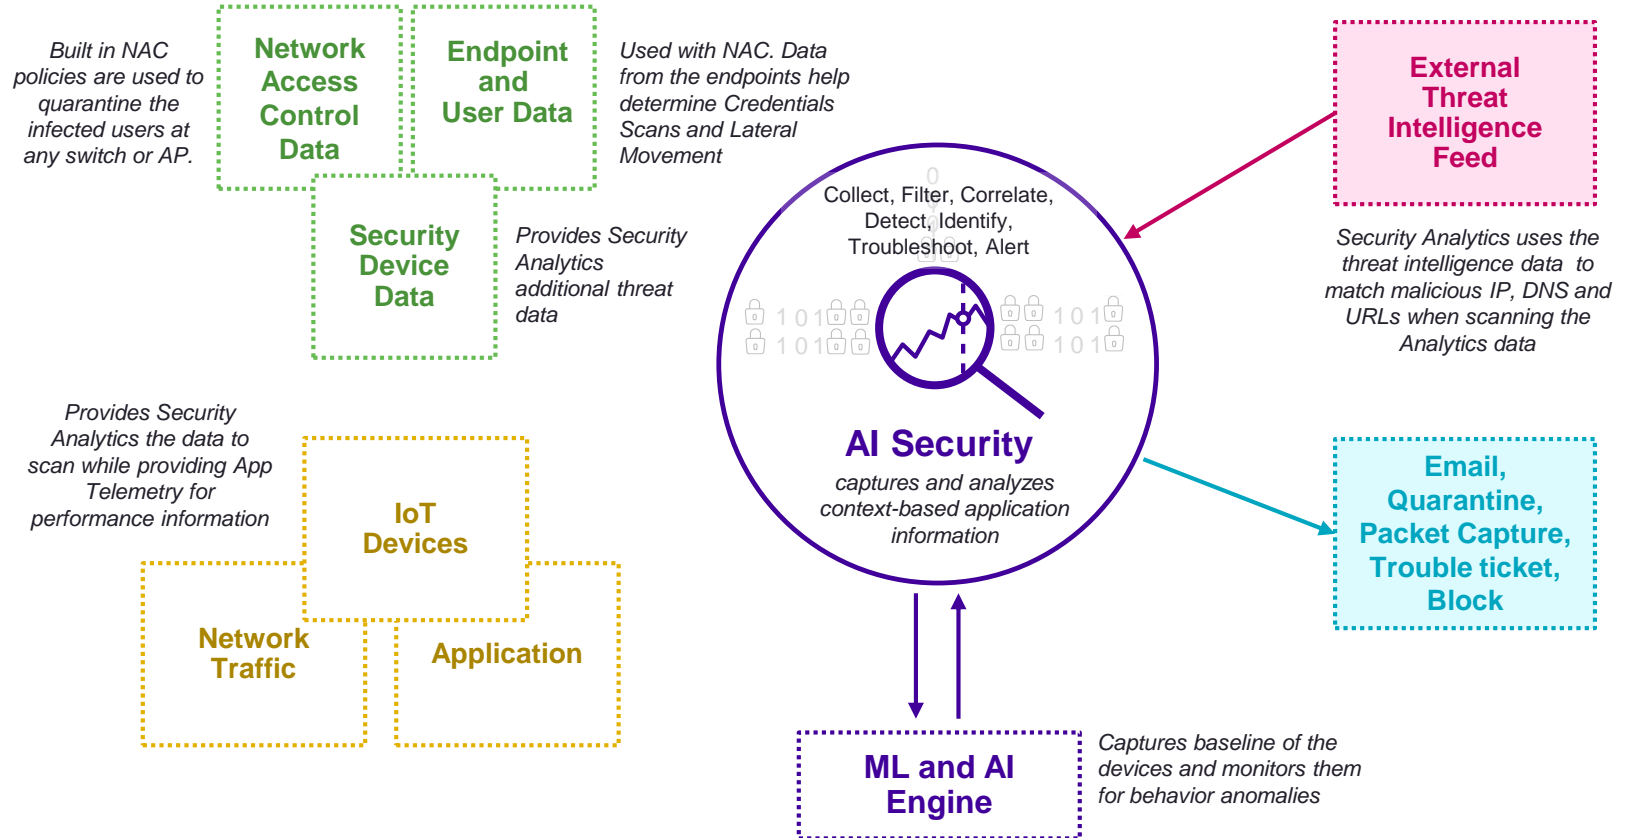 Built in NAC
policies are used to
quarantine the
infected users at
any switch or AP.
Network
Access
Control
Data
Endpoint
and
User Data
Used with NAC. Data
from the endpoints help
determine Credentials
Scans and Lateral
Movement
Security
Device
Data
Provides Security
Analytics
additional threat
data
Provides Security
Analytics the data to
scan while providing App
Telemetry for
performance information
IoT
Devices
Network
Traffic
Application
0
Collect, Filter, Correlate,
Detect, Identify,
Troubleshoot, Alert
1 0 1
1 0 1
1 0 1
1 0 1
AI Security
captures and analyzes
context-based application
information
ML and AI
Engine
Captures baseline of the
devices and monitors them
for behavior anomalies
External
Threat
Intelligence
Feed
Security Analytics uses the
threat intelligence data to
match malicious IP, DNS and
URLs when scanning the
Analytics data
Email,
Quarantine,
Packet Capture,
Trouble ticket,
Block